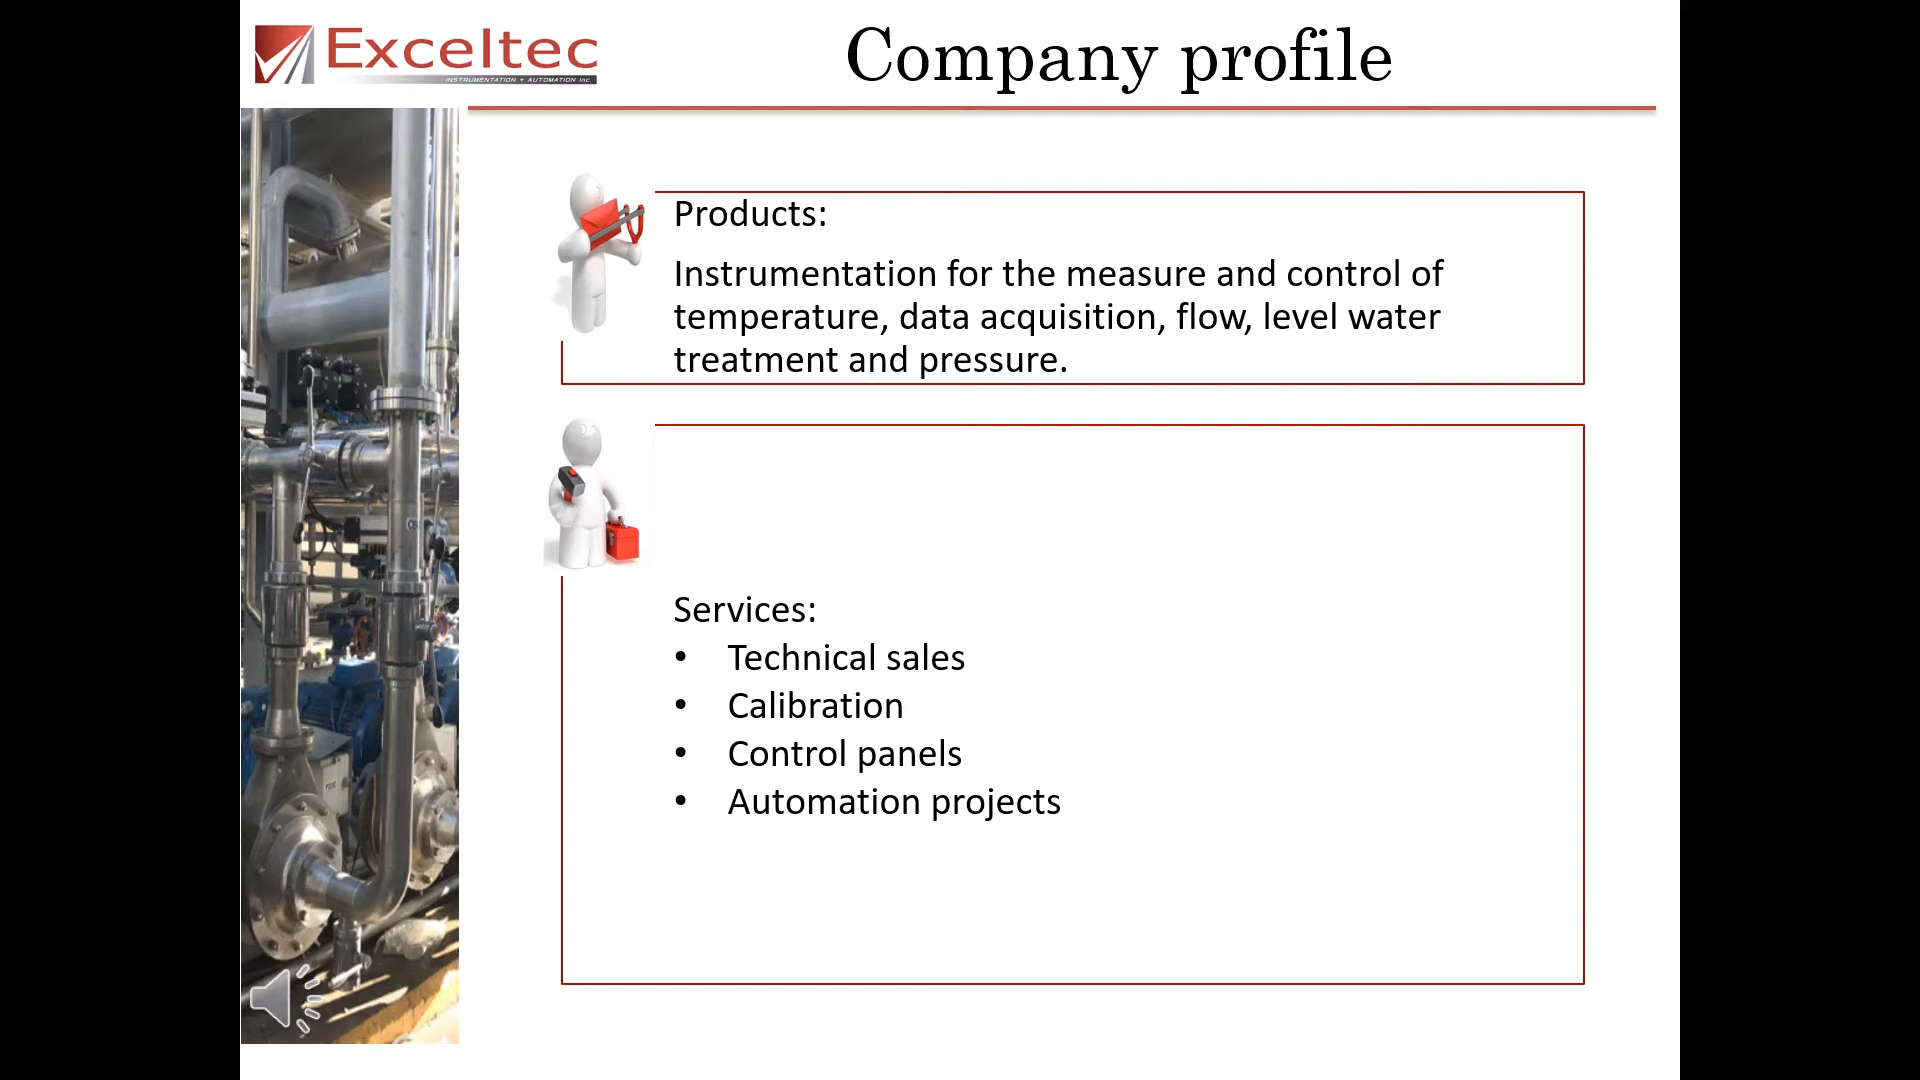 Exceltec
INSTRUMENTATION + AUTOMATION Inc.
Company profile
Products:
Instrumentation for the measure and control of
temperature, data acquisition, flow, level water
treatment and pressure.
Services:
• Technical sales
• Calibration
• Control panels
• Automation projects